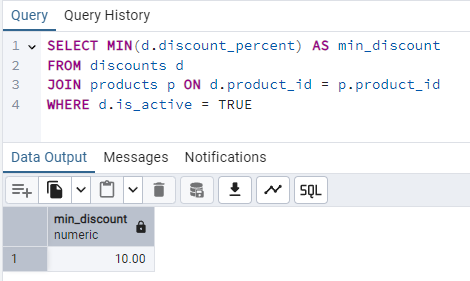 Query Query History
1 SELECT MIN(d.discount_percent) AS min_discount
2 FROM discounts d
3 JOIN products p ON d.product_id = p.product_id
4 WHERE d.is_active = TRUE
Data Output Messages Notifications
SQL
min_discount
numeric
1 10.00